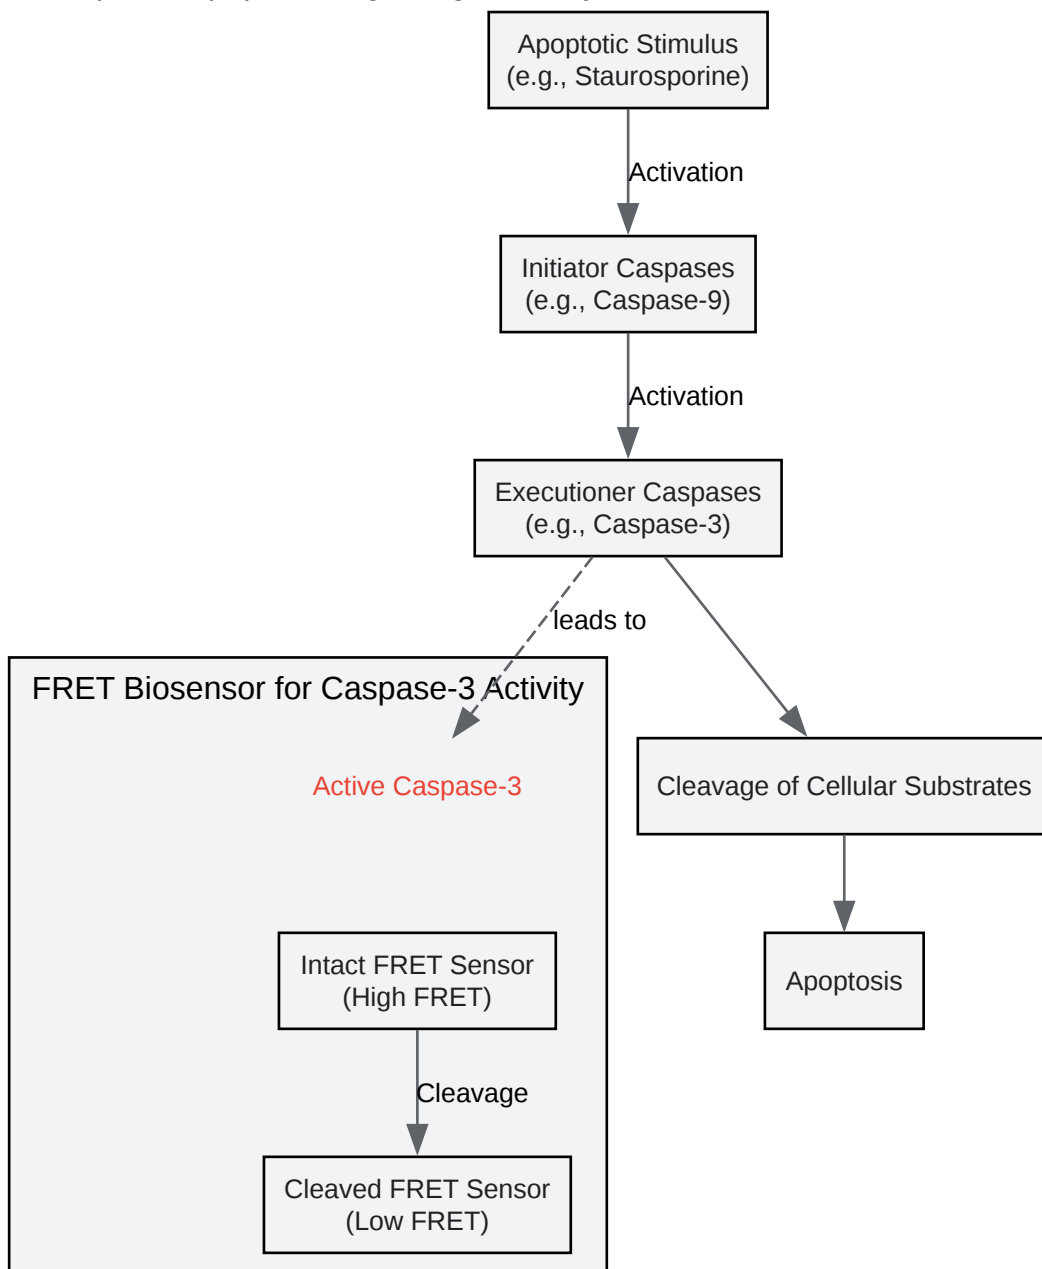 Apoptotic Stimulus
(e.g., Staurosporine)
Activation
Initiator Caspases
(e.g., Caspase-9)
Activation
Executioner Caspases
(e.g., Caspase-3)
leads to
FRET Biosensor for Caspase-3 Activity
Active Caspase-3
Cleavage of Cellular Substrates
Intact FRET Sensor
(High FRET)
Apoptosis
Cleavage
Cleaved FRET Sensor
(Low FRET)